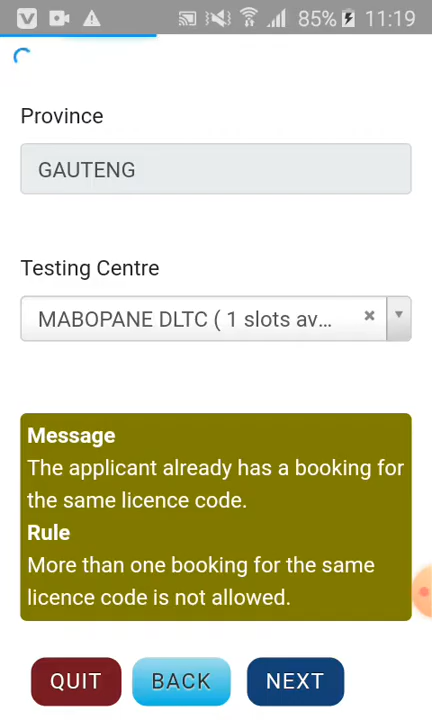 85% 11:19
Province
GAUTENG
Testing Centre
MABOPANE DLTC ( 1 slots av...
Message
The applicant already has a booking for
the same licence code.
Rule
More than one booking for the same
licence code is not allowed.
QUIT BACK NEXT